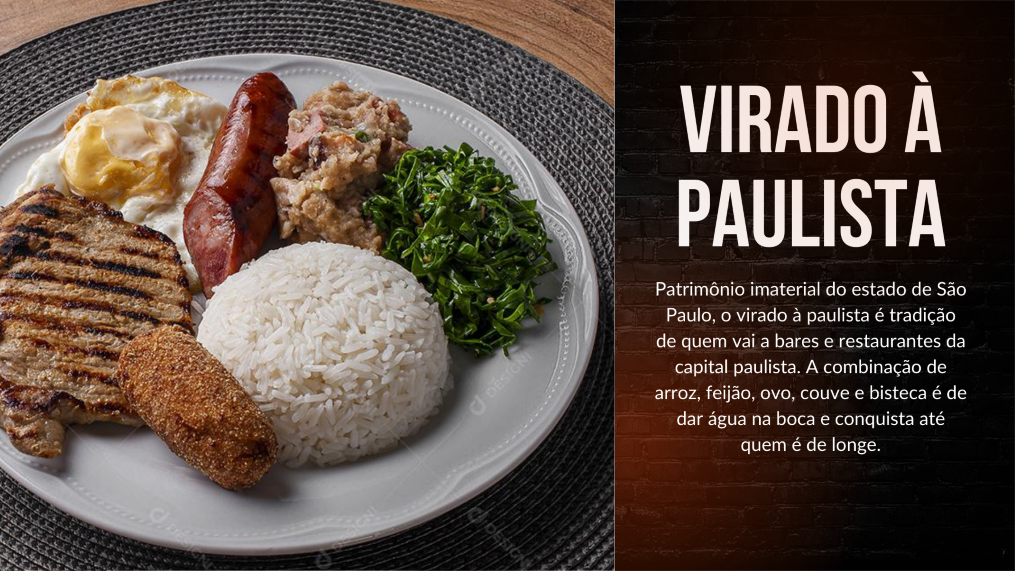 VIRADO À
PAULISTA
Patrimônio imaterial do estado de São
Paulo, o virado à paulista é tradição
de quem vai a bares e restaurantes da
capital paulista. A combinação de
arroz, feijão, ovo, couve e bisteca é de
dar água na boca e conquista até
quem é de longe.